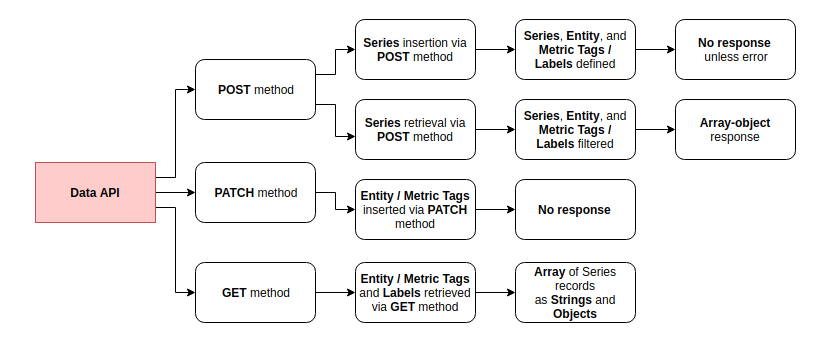 Data API
POST method
Series insertion via
POST method
Series, Entity, and
Metric Tags /
Labels defined
No response
unless error
Series retrieval via
POST method
Series, Entity, and
Metric Tags /
Labels filtered
Array-object
response
PATCH method
Entity / Metric Tags
inserted via PATCH
method
No response
GET method
Entity / Metric Tags
and Labels retrieved
via GET method
Array of Series
records
as Strings and
Objects